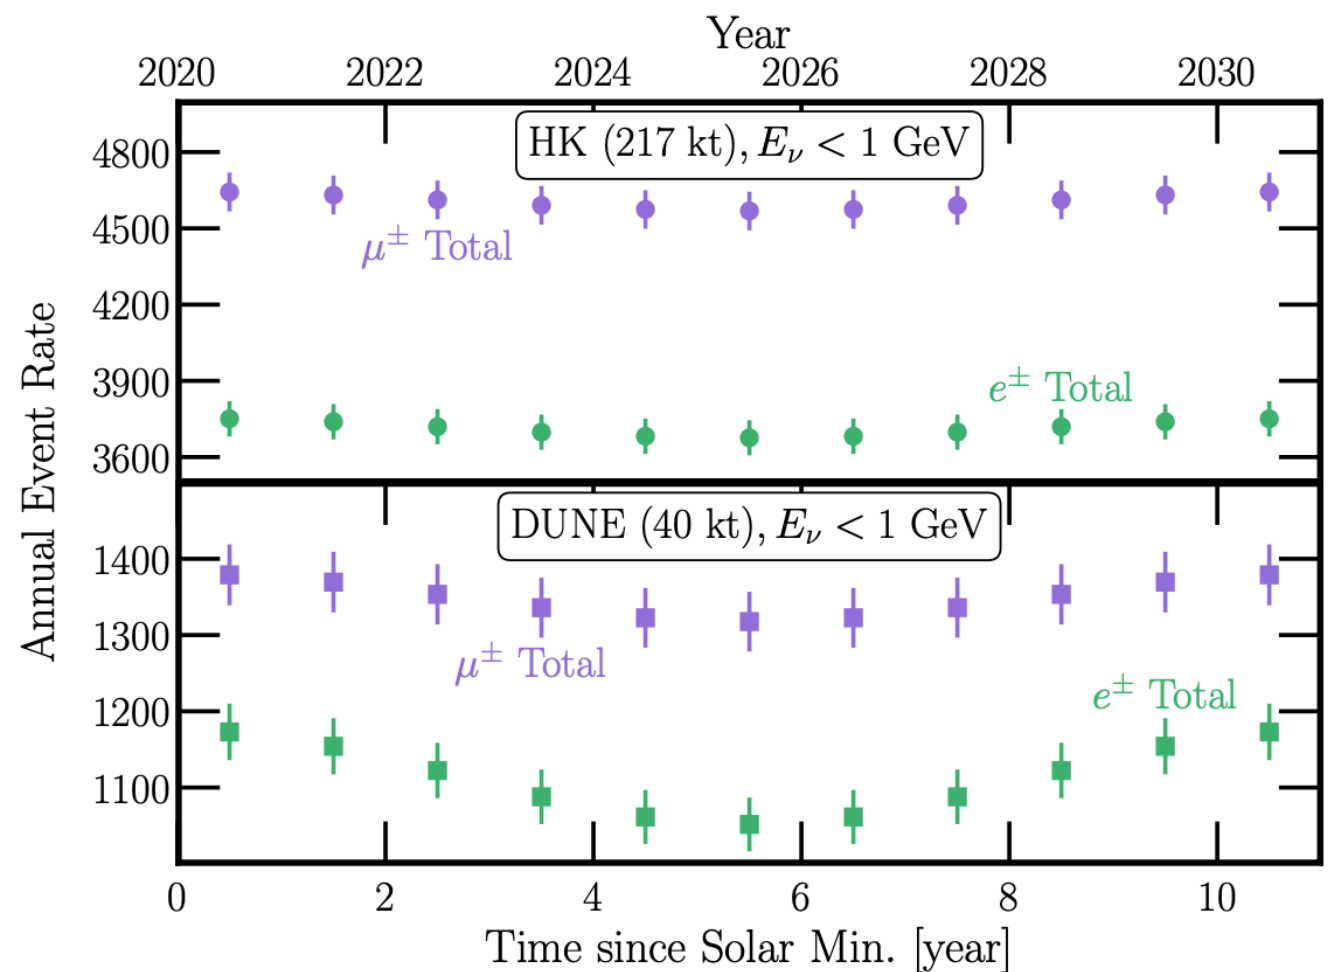 Year
2020 2022 2024 2026 2028 2030
HK (217 kt), E_ν < 1 GeV
4800
4500
μ± Total
4200
3900
e± Total
3600
Annual Event Rate
DUNE (40 kt), E_ν < 1 GeV
1400
1300
μ± Total
e± Total
1200
1100
0 2 4 6 8 10
Time since Solar Min. [year]